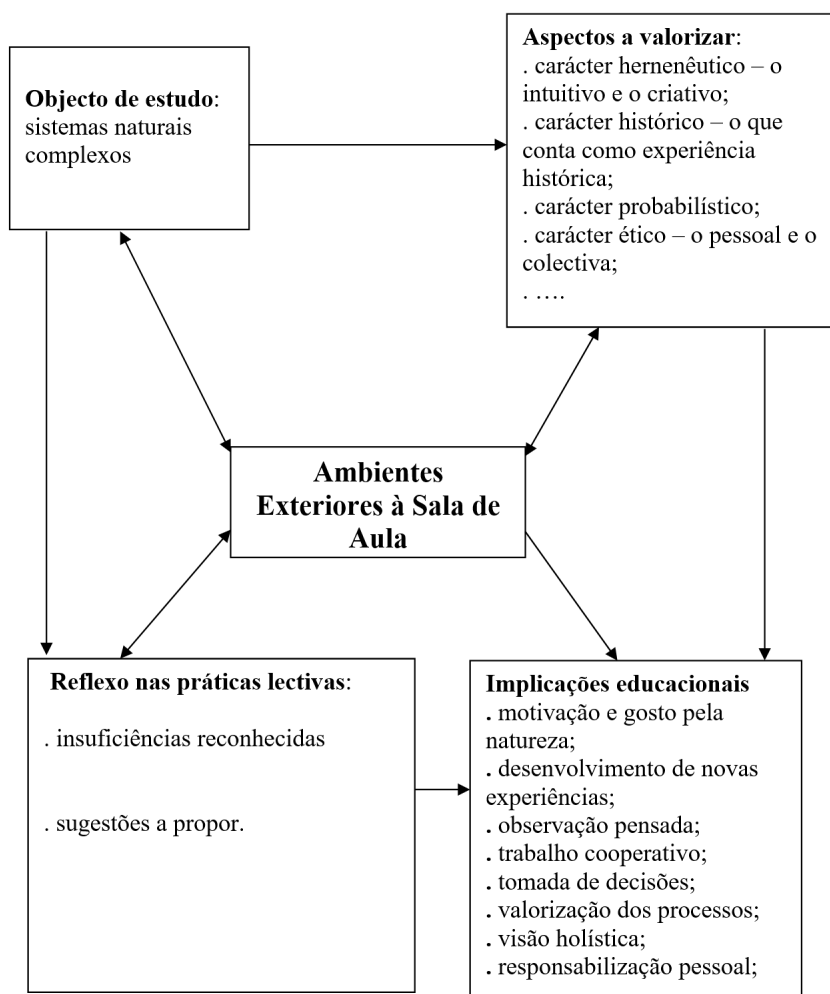 Objecto de estudo:
sistemas naturais
complexos
Aspectos a valorizar:
. carácter hernenêutico – o
intuitivo e o criativo;
. carácter histórico – o que
conta como experiência
histórica;
. carácter probabilístico;
. carácter ético – o pessoal e o
colectiva;
. ….
Ambientes
Exteriores à Sala de
Aula
Reflexo nas práticas lectivas:
. insuficiências reconhecidas
. sugestões a propor.
Implicações educacionais
. motivação e gosto pela
natureza;
. desenvolvimento de novas
experiências;
. observação pensada;
. trabalho cooperativo;
. tomada de decisões;
. valorização dos processos;
. visão holística;
. responsabilização pessoal;